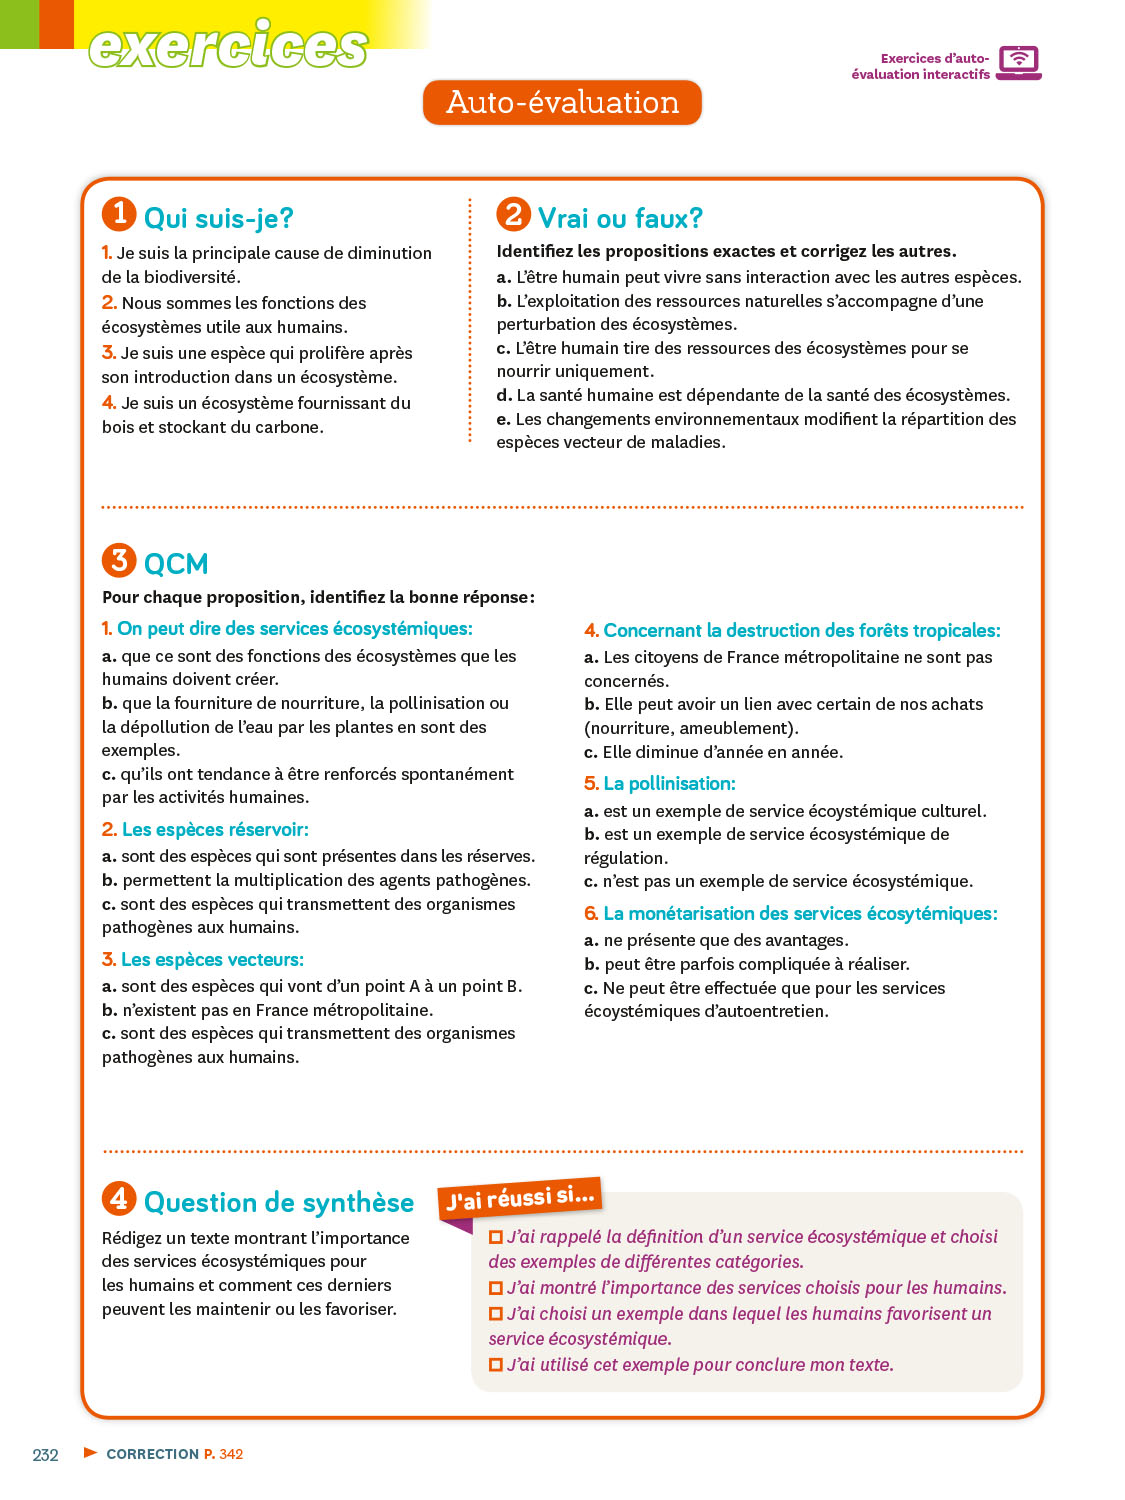 exercices
Exercices d'auto-
évaluation interactifs
Auto-évaluation
1 Qui suis-je?
1. Je suis la principale cause de diminution
de la biodiversité.
2. Nous sommes les fonctions des
écosystèmes utile aux humains.
3. Je suis une espèce qui prolifère après
son introduction dans un écosystème.
4. Je suis un écosystème fournissant du
bois et stockant du carbone.
2 Vrai ou faux?
Identifiez les propositions exactes et corrigez les autres.
a. L'être humain peut vivre sans interaction avec les autres espèces.
b. L'exploitation des ressources naturelles s'accompagne d'une
perturbation des écosystèmes.
c. L'être humain tire des ressources des écosystèmes pour se
nourrir uniquement.
d. La santé humaine est dépendante de la santé des écosystèmes.
e. Les changements environnementaux modifient la répartition des
espèces vecteur de maladies.
3 QCM
Pour chaque proposition, identifiez la bonne réponse:
1. On peut dire des services écosystémiques:
a. que ce sont des fonctions des écosystèmes que les
humains doivent créer.
b. que la fourniture de nourriture, la pollinisation ou
la dépollution de l'eau par les plantes en sont des
exemples.
c. qu'ils ont tendance à être renforcés spontanément
par les activités humaines.
2. Les espèces réservoir:
a. sont des espèces qui sont présentes dans les réserves.
b. permettent la multiplication des agents pathogènes.
c. sont des espèces qui transmettent des organismes
pathogènes aux humains.
3. Les espèces vecteurs:
a. sont des espèces qui vont d'un point A à un point B.
b. n'existent pas en France métropolitaine.
c. sont des espèces qui transmettent des organismes
pathogènes aux humains.
4. Concernant la destruction des forêts tropicales:
a. Les citoyens de France métropolitaine ne sont pas
concernés.
b. Elle peut avoir un lien avec certain de nos achats
(nourriture, ameublement).
c. Elle diminue d'année en année.
5. La pollinisation:
a. est un exemple de service écoystémique culturel.
b. est un exemple de service écosystémique de
régulation.
c. n'est pas un exemple de service écosystémique.
6. La monétarisation des services écosytémiques:
a. ne présente que des avantages.
b. peut être parfois compliquée à réaliser.
c. Ne peut être effectuée que pour les services
écoystémiques d'autoentretien.
4 Question de synthèse
Rédigez un texte montrant l'importance
des services écosystémiques pour
les humains et comment ces derniers
peuvent les maintenir ou les favoriser.
J'ai réussi si...
J'ai rappelé la définition d'un service écosystémique et choisi
des exemples de différentes catégories.
J'ai montré l'importance des services choisis pour les humains.
J'ai choisi un exemple dans lequel les humains favorisent un
service écosystémique.
J'ai utilisé cet exemple pour conclure mon texte.
232 CORRECTION P. 342